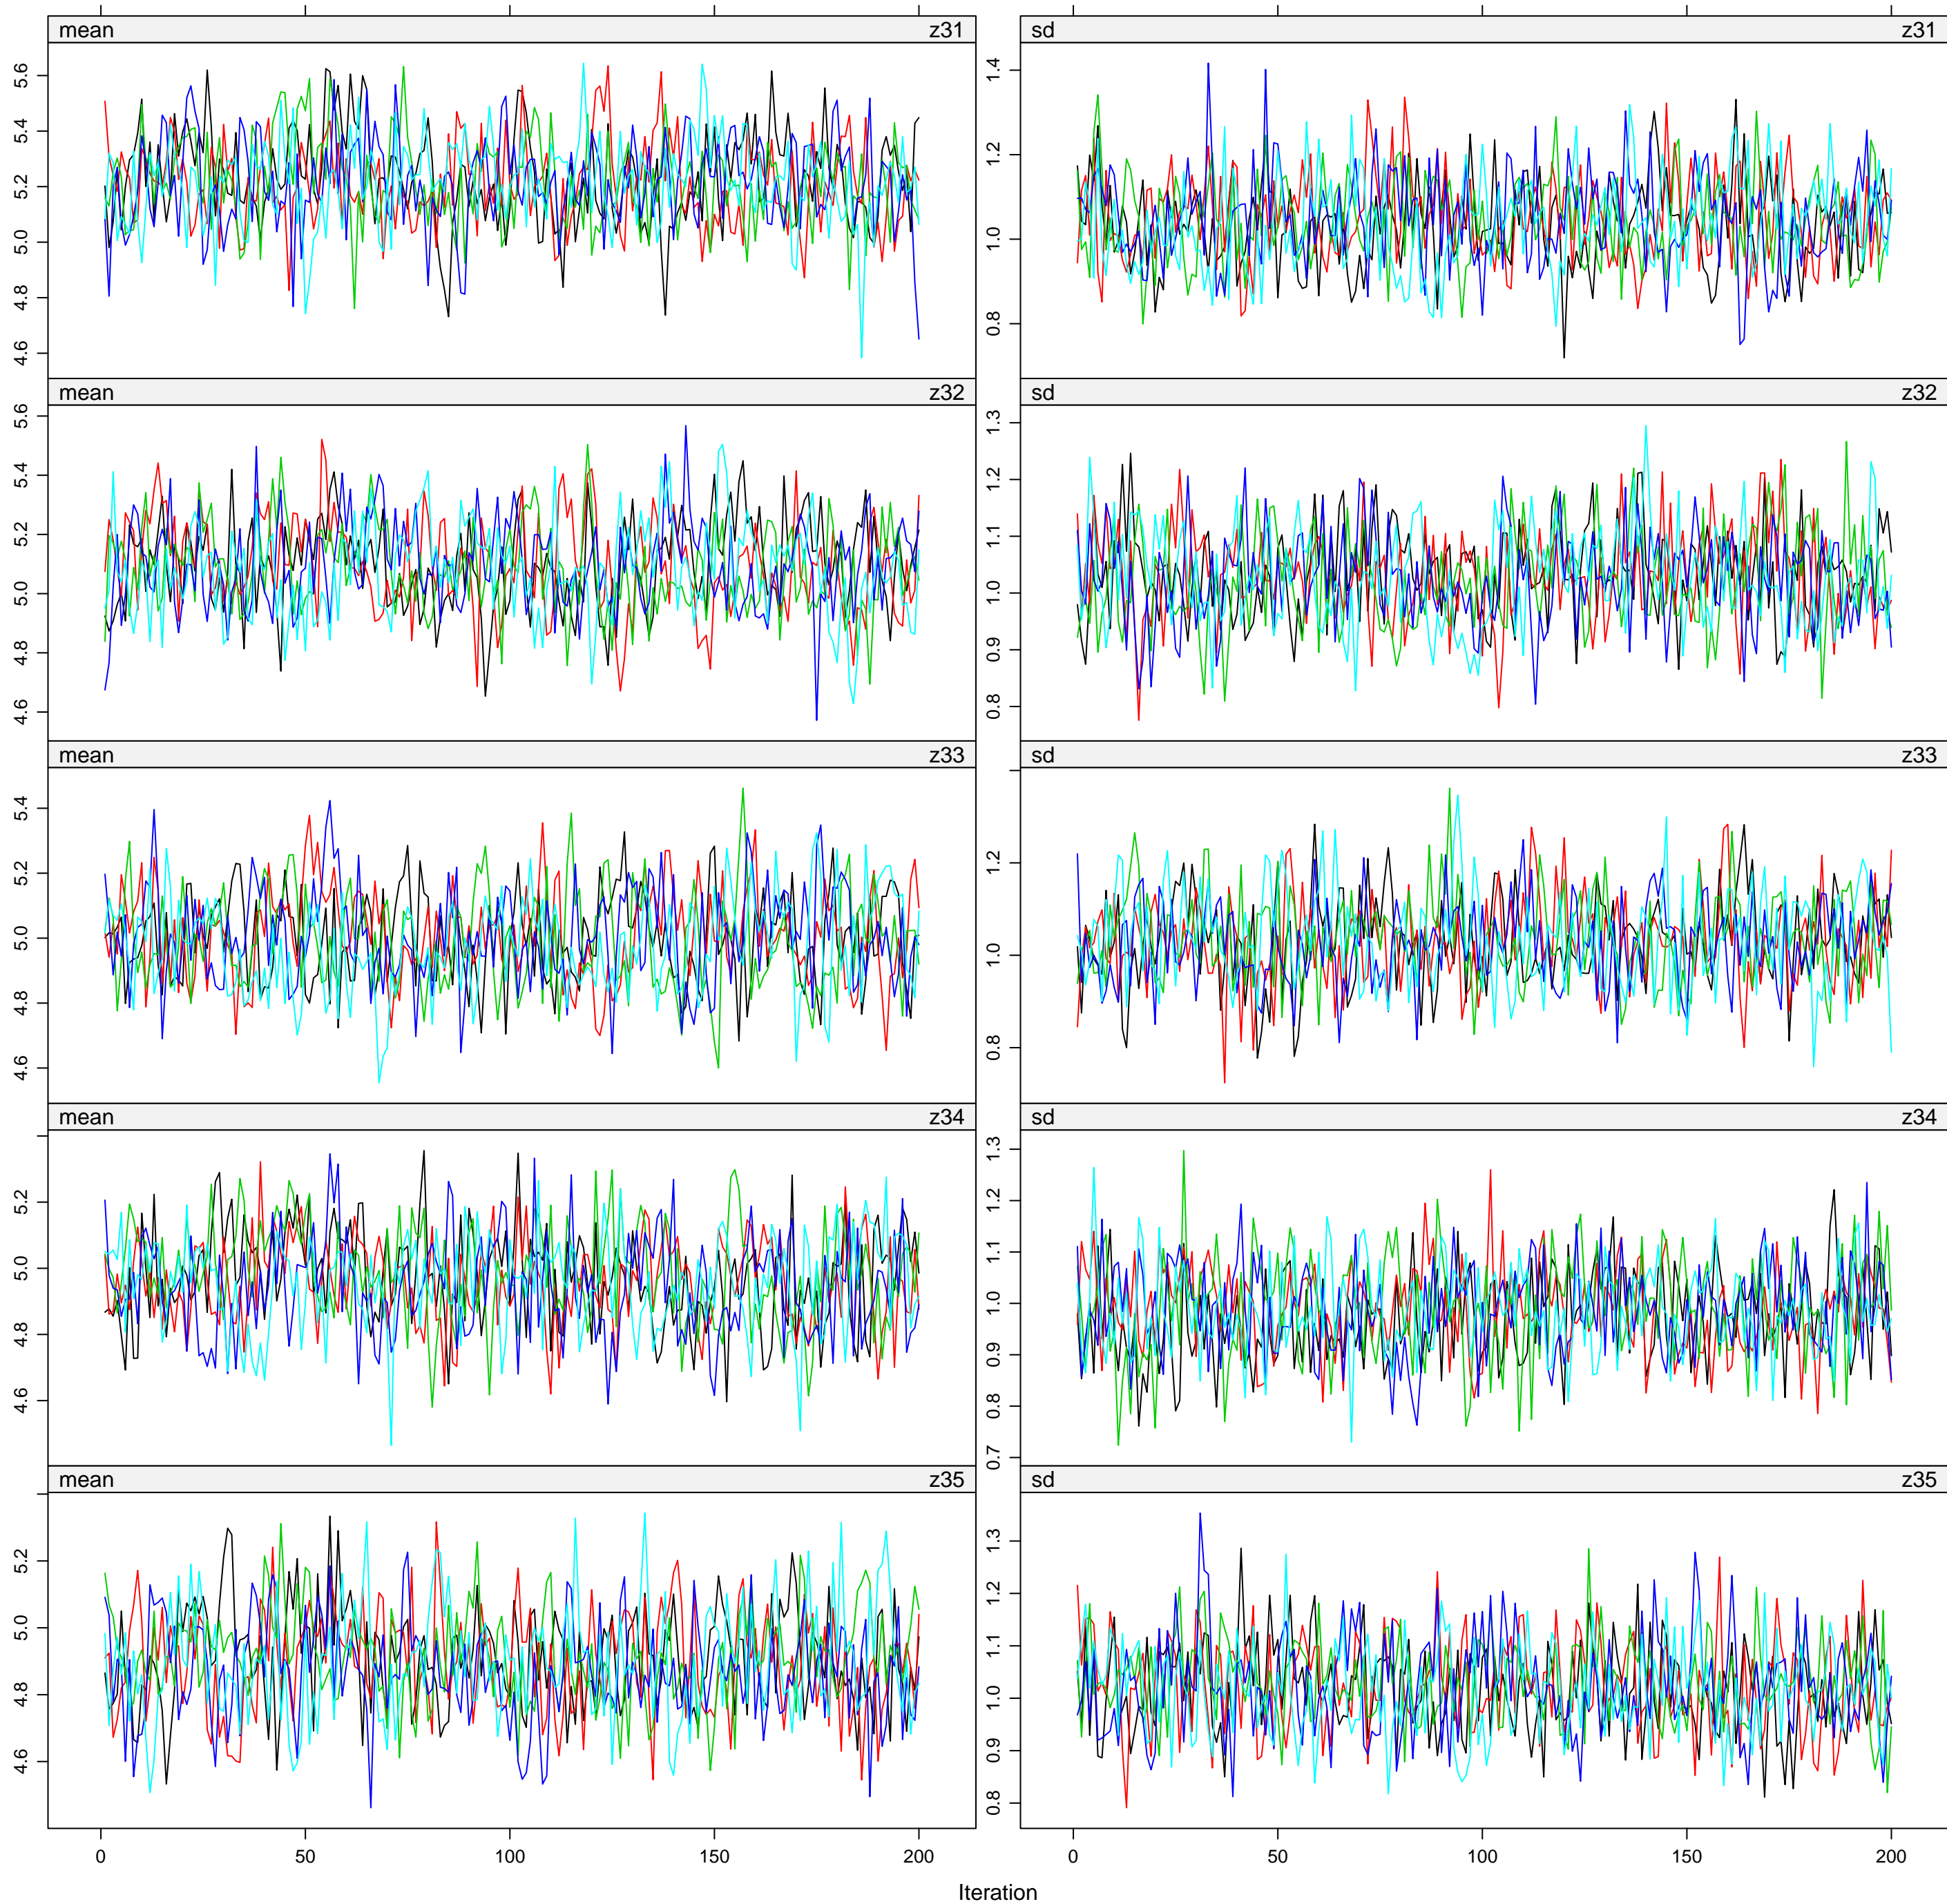 mean z31 sd z31
5.6 5.4 5.2 5.0 4.8 4.6
1.4 1.2 1.0 0.8
mean z32 sd z32
5.6 5.4 5.2 5.0 4.8 4.6
1.3 1.2 1.1 1.0 0.9 0.8
mean z33 sd z33
5.4 5.2 5.0 4.8 4.6
1.2 1.0 0.8
mean z34 sd z34
5.2 5.0 4.8 4.6
1.3 1.2 1.1 1.0 0.9 0.8 0.7
mean z35 sd z35
5.2 5.0 4.8 4.6
1.3 1.2 1.1 1.0 0.9 0.8
0 50 100 150 200 0 50 100 150 200
Iteration